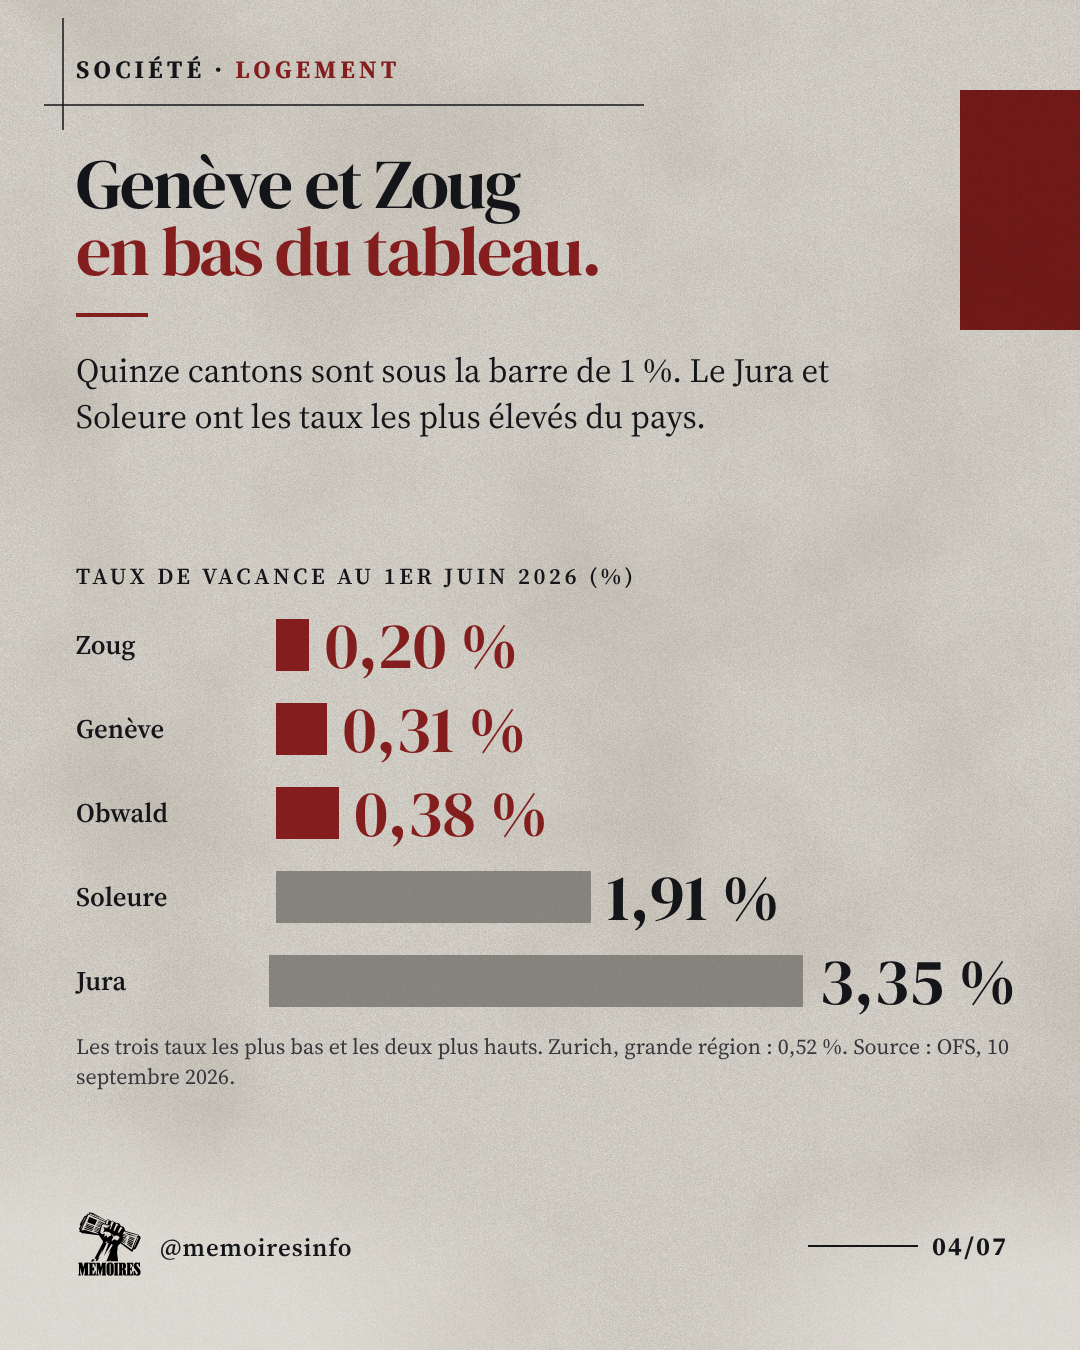 SOCIÉTÉ · LOGEMENT
Genève et Zoug
en bas du tableau.
Quinze cantons sont sous la barre de 1 %. Le Jura et
Soleure ont les taux les plus élevés du pays.
TAUX DE VACANCE AU 1ER JUIN 2026 (%)
Zoug 0,20 %
Genève 0,31 %
Obwald 0,38 %
Soleure 1,91 %
Jura 3,35 %
Les trois taux les plus bas et les deux plus hauts. Zurich, grande région : 0,52 %. Source : OFS, 10
septembre 2026.
MÉMOIRES
@memoiresinfo
04/07